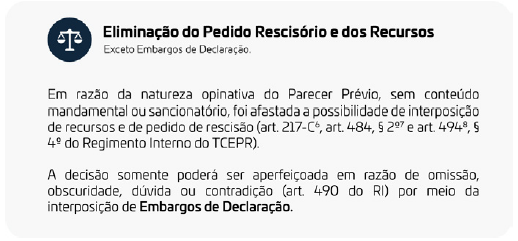 Eliminação do Pedido Rescisório e dos Recursos
Exceto Embargos de Declaração.
Em razão da natureza opinativa do Parecer Prévio, sem conteúdo
mandamental ou sancionatório, foi afastada a possibilidade de interposição
de recursos e de pedido de rescisão (art. 217-C⁶, art. 484, § 2º⁷ e art. 494⁸, §
4º do Regimento Interno do TCEPR).
A decisão somente poderá ser aperfeiçoada em razão de omissão,
obscuridade, dúvida ou contradição (art. 490 do RI) por meio da
interposição de Embargos de Declaração.